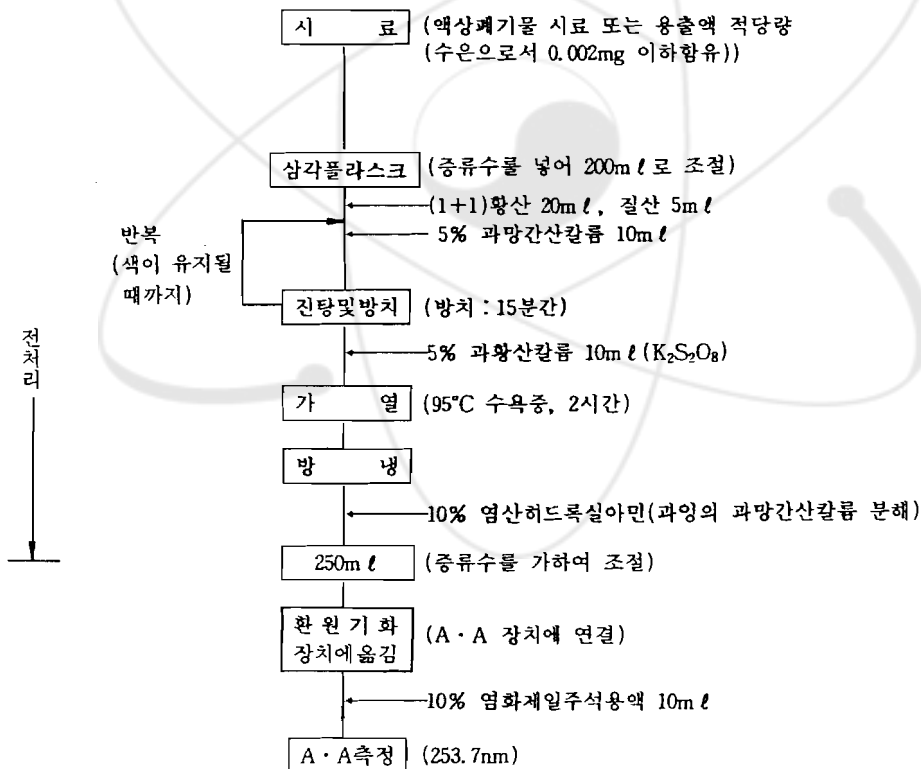 시 료 (액상폐기물 시료 또는 용출액 적당량
(수은으로서 0.002mg 이하함유))
삼각플라스크 (증류수를 넣어 200mℓ로 조절)
(1+1)황산 20mℓ, 질산 5mℓ
5% 과망간산칼륨 10mℓ
반복
(색이 유지될
때까지)
진탕및방치 (방치 : 15분간)
전처리
5% 과황산칼륨 10mℓ(K₂S₂O₈)
가 열 (95°C 수욕중, 2시간)
방 냉
10% 염산히드록실아민(과잉의 과망간산칼륨 분해)
250mℓ (증류수를 가하여 조절)
환원기화
장치에옮김 (A·A 장치에 연결)
10% 염화제일주석용액 10mℓ
A·A측정 (253.7nm)